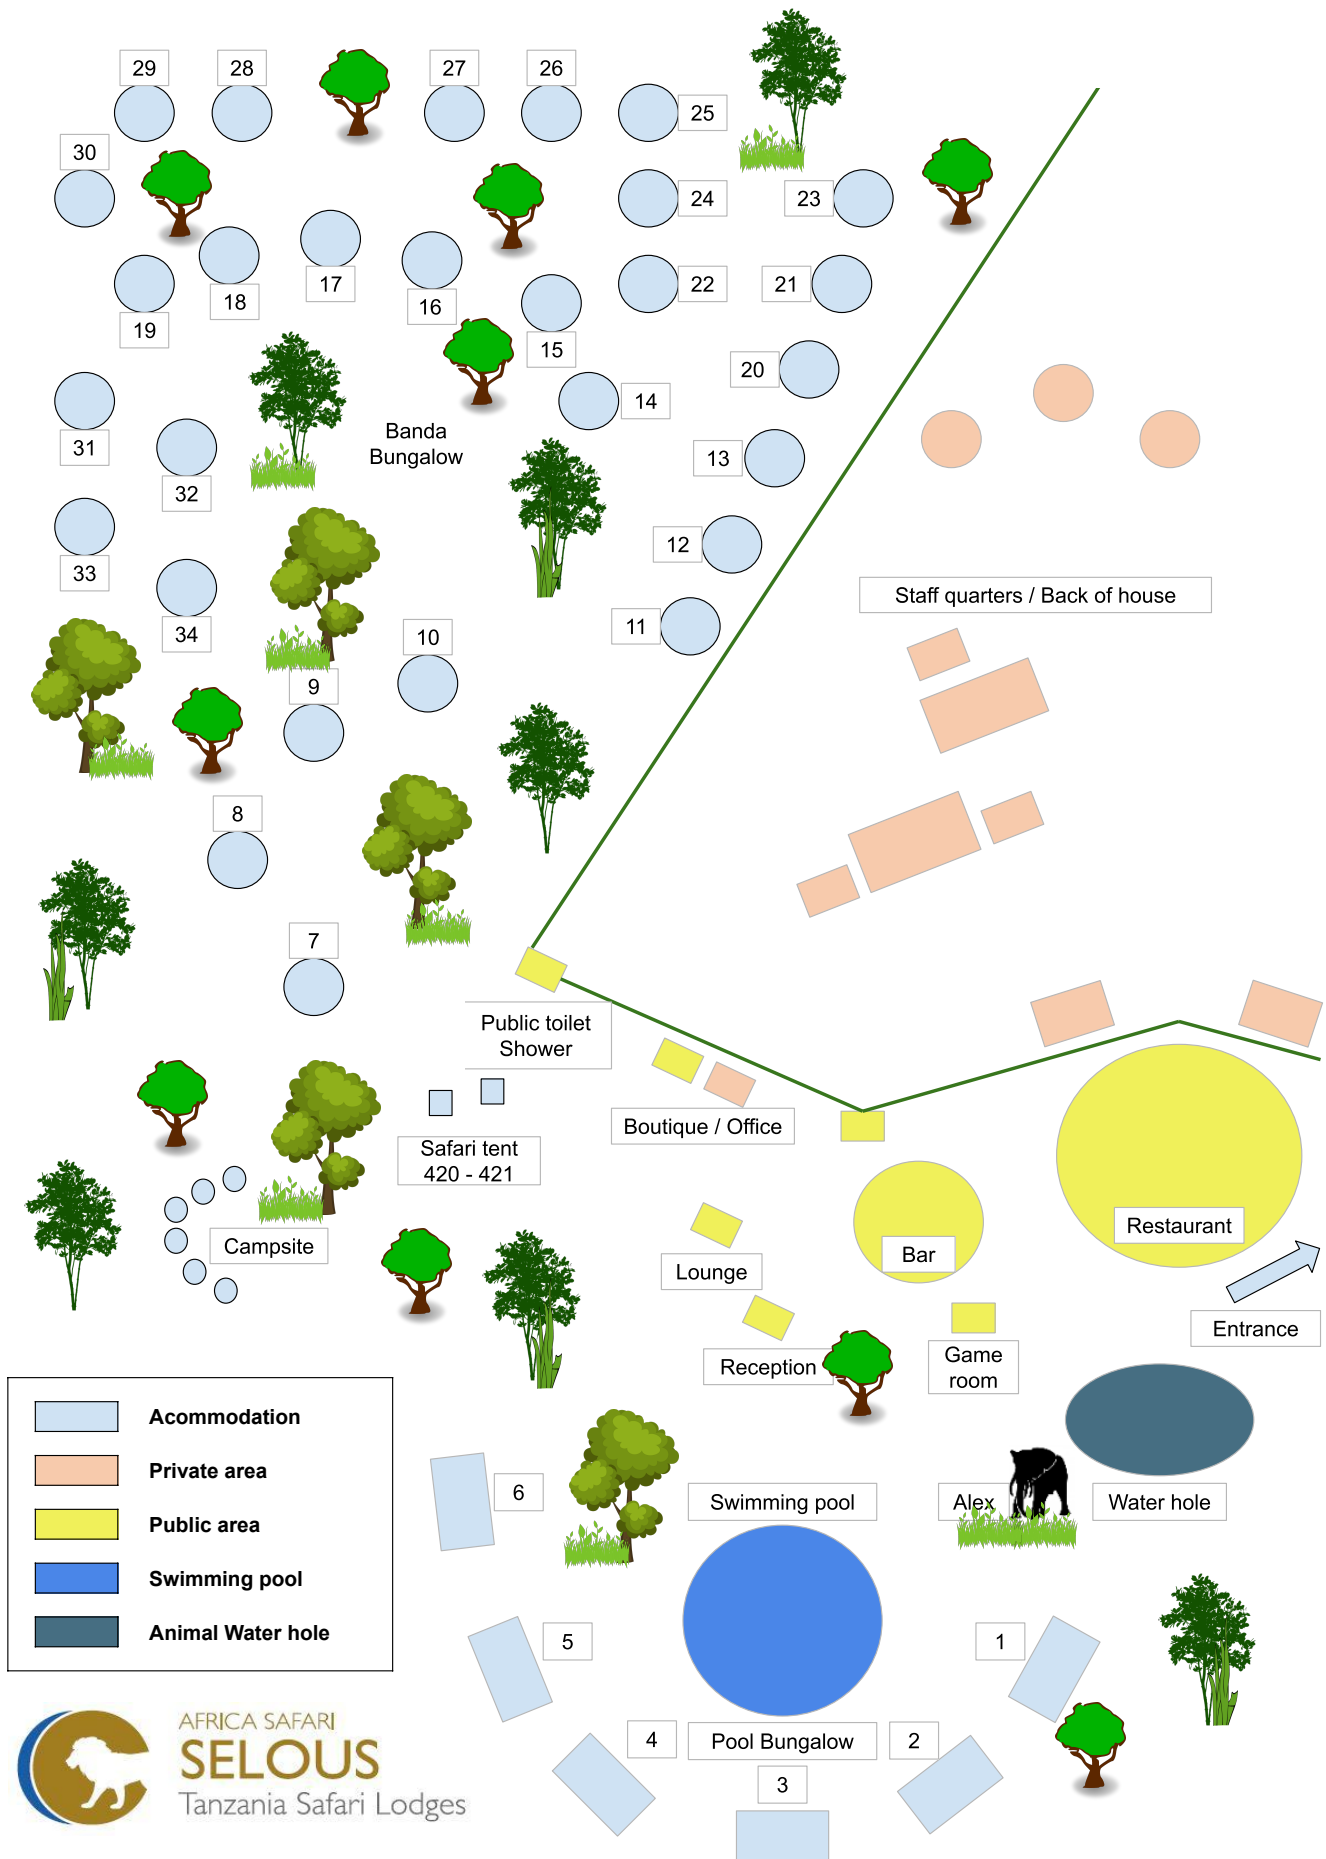 29
28
27
26
25
30
24
23
17
22
21
18
16
19
15
20
14
Banda
Bungalow
31
13
32
12
33
Staff quarters / Back of house
11
34
10
9
8
7
Public toilet
Shower
Boutique / Office
Safari tent
420 - 421
Restaurant
Campsite
Bar
Lounge
Entrance
Game
room
Reception
Acommodation
Private area
Public area
Swimming pool
Animal Water hole
6
Swimming pool
Alex
Water hole
5
1
4
Pool Bungalow
2
3
AFRICA SAFARI
SELOUS
Tanzania Safari Lodges